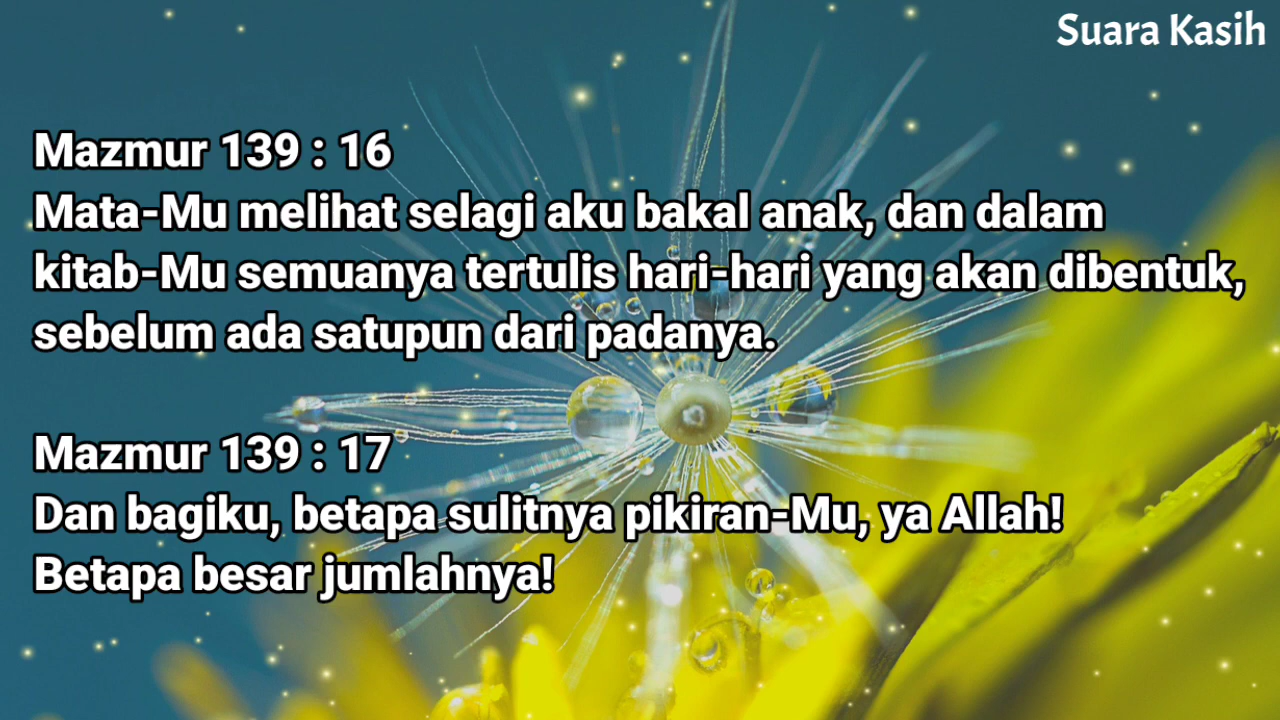 Suara Kasih
Mazmur 139 : 16
Mata-Mu melihat selagi aku bakal anak, dan dalam
kitab-Mu semuanya tertulis hari-hari yang akan dibentuk,
sebelum ada satupun dari padanya.
Mazmur 139 : 17
Dan bagiku, betapa sulitnya pikiran-Mu, ya Allah!
Betapa besar jumlahnya!